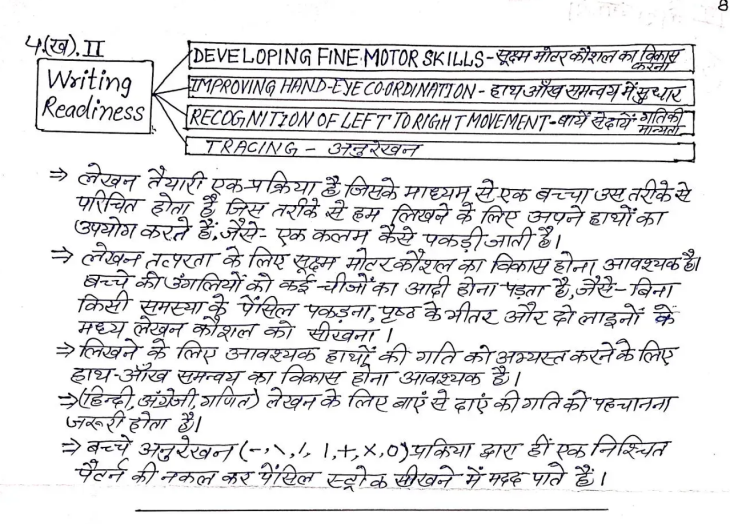 8
4.(ख). II
Writing
Readiness
DEVELOPING FINE MOTOR SKILLS - सूक्ष्म मोटर कौशल का विकास करना
IMPROVING HAND-EYE COORDINATION - हाथ आँख समन्वय में सुधार
RECOGNITION OF LEFT TO RIGHT MOVEMENT - बायें से दायें गति की मान्यता
TRACING - अनुरेखन
⇒ लेखन तैयारी एक प्रक्रिया है जिसके माध्यम से एक बच्चा उस तरीके से
परिचित होता है जिस तरीके से हम लिखने के लिए अपने हाथों का
उपयोग करते हैं, जैसे- एक कलम कैसे पकड़ी जाती है।
⇒ लेखन तत्परता के लिए सूक्ष्म मोटर कौशल का विकास होना आवश्यक है।
बच्चे की उंगलियों को कई चीजों का आदी होना पड़ता है, जैसे- बिना
किसी समस्या के पेंसिल पकड़ना, पृष्ठ के भीतर और दो लाइनों के
मध्य लेखन कौशल को सीखना।
⇒ लिखने के लिए आवश्यक हाथों की गति को अभ्यस्त करने के लिए
हाथ-आँख समन्वय का विकास होना आवश्यक है।
⇒ (हिन्दी, अंग्रेजी, गणित) लेखन के लिए बाएं से दाएं की गति को पहचानना
जरूरी होता है।
⇒ बच्चे अनुरेखन (-, \, /, |, +, ×, 0) प्रक्रिया द्वारा हीं एक निश्चित
पैटर्न की नकल कर पेंसिल स्ट्रोक सीखने में मदद पाते हैं।